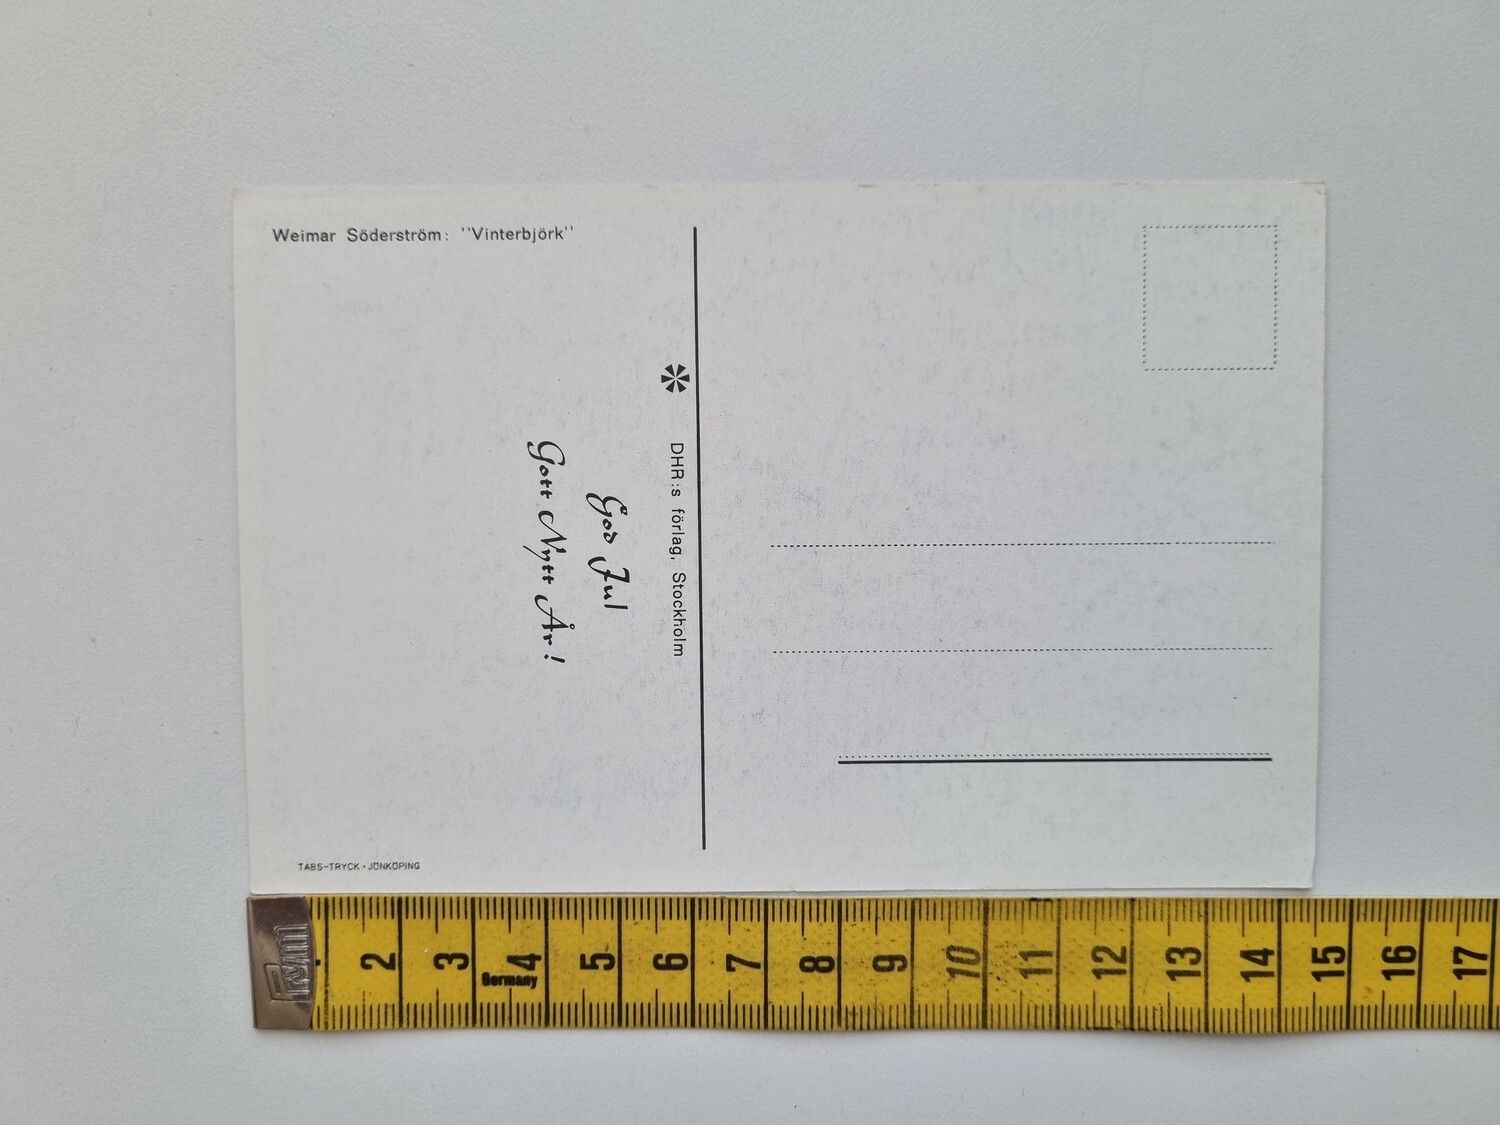 Weimar Söderström: "Vinterbjörk"
DHR:s förlag, Stockholm
God Jul
Gott Nytt År!
TABS-TRYCK • JÖNKÖPING
Prym
2 3 4 5 6 7 8 9 10 11 12 13 14 15 16 17
Germany